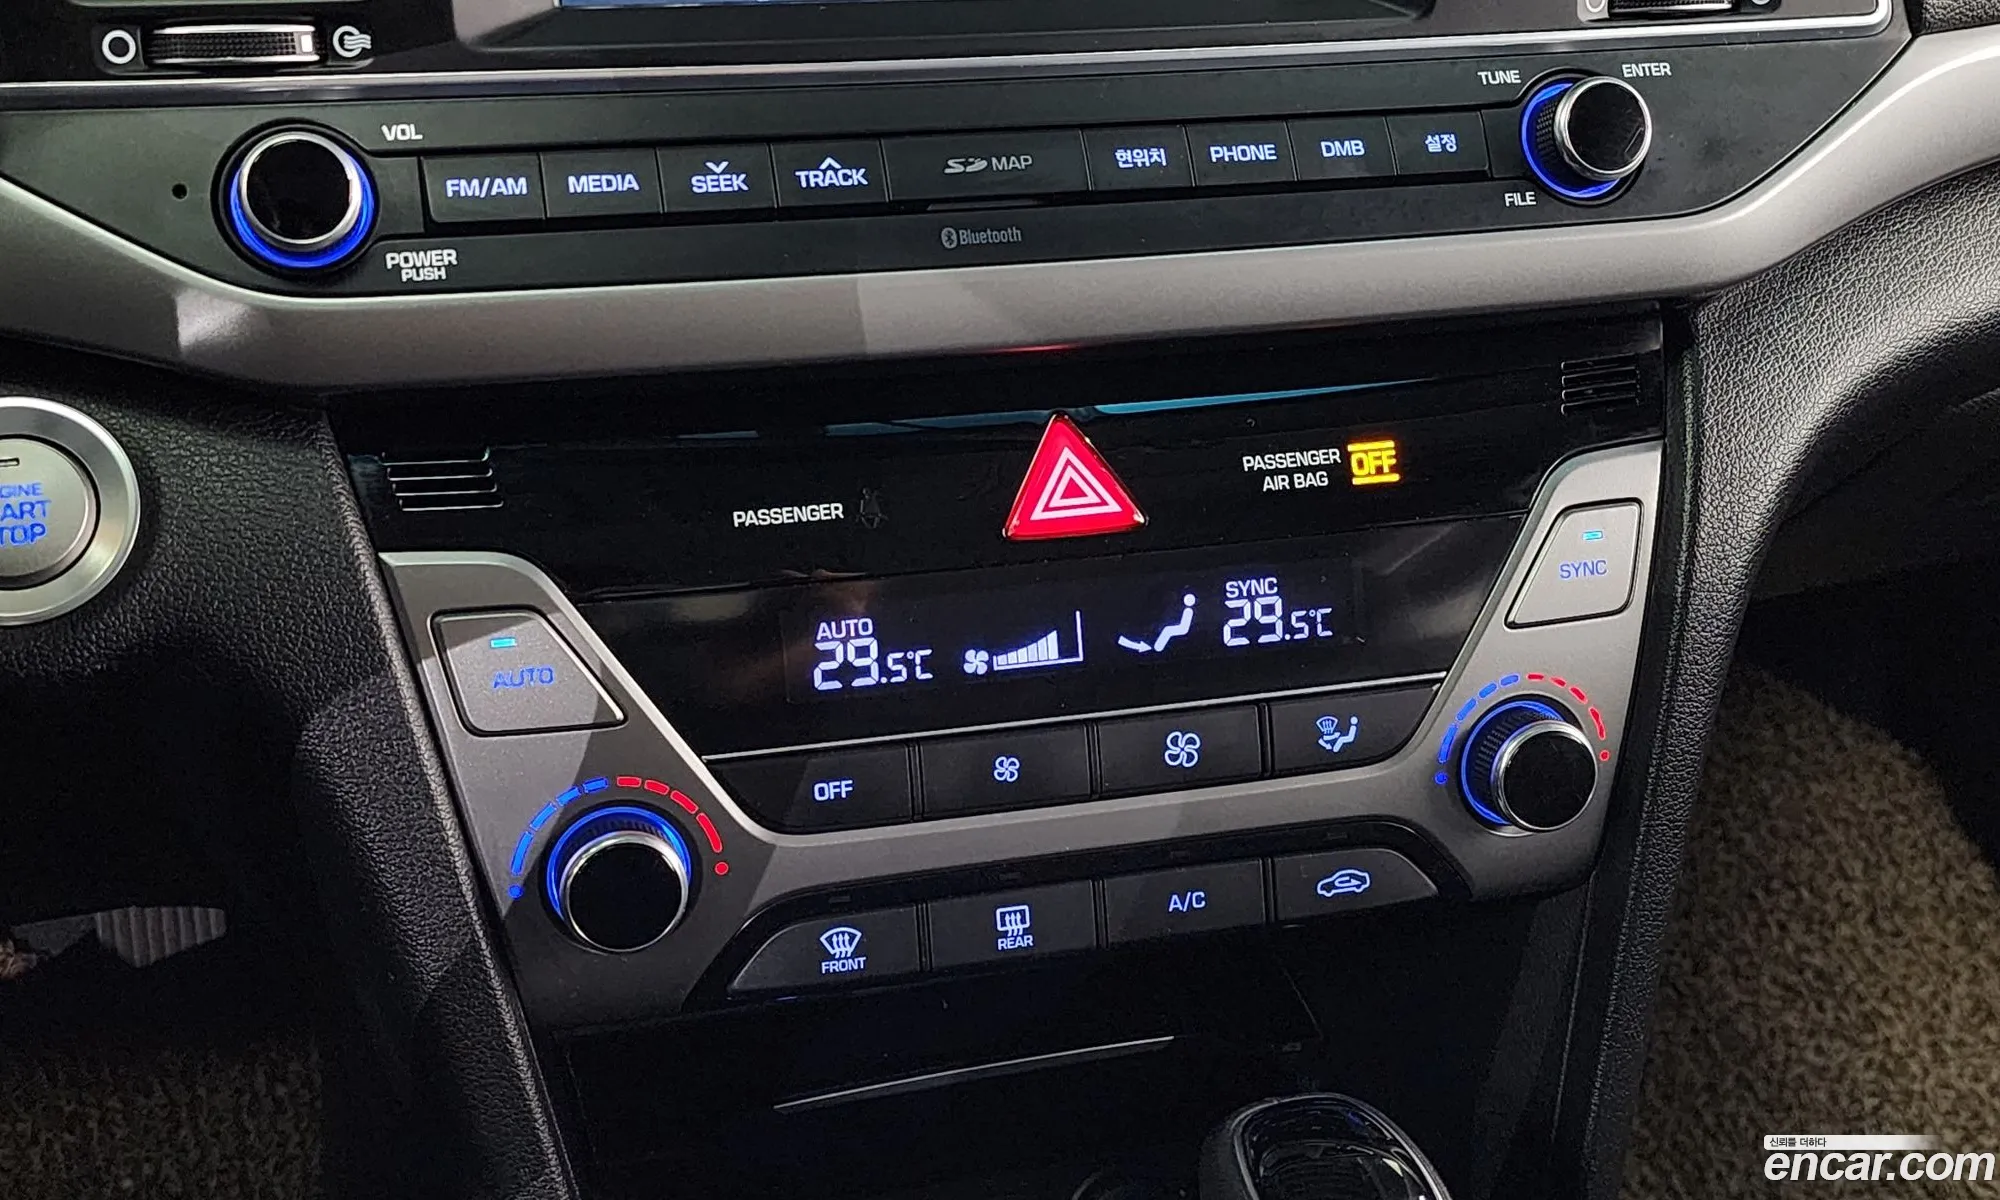 VOL
TUNE
ENTER
FM/AM
MEDIA
SEEK
TRACK
SD MAP
현위치
PHONE
DMB
설정
FILE
POWER
PUSH
Bluetooth
PASSENGER
PASSENGER
AIR BAG
OFF
AUTO
29.5°C
SYNC
29.5°C
SYNC
AUTO
OFF
FRONT
REAR
A/C
신뢰를 더하다
encar.com